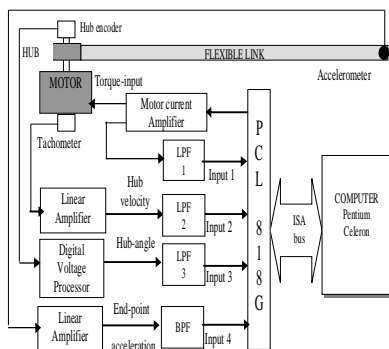 Hub encoder
HUB
FLEXIBLE LINK
MOTOR
Torque-input
Accelerometer
Motor current
Amplifier
Tachometer
LPF
1
Input 1
P
C
L
8
1
8
G
ISA
bus
COMPUTER
Pentium
Celeron
Linear
Amplifier
Hub
velocity
LPF
2
Input 2
Digital
Voltage
Processor
Hub-angle
LPF
3
Input 3
Linear
Amplifier
End-point
acceleration
BPF
Input 4